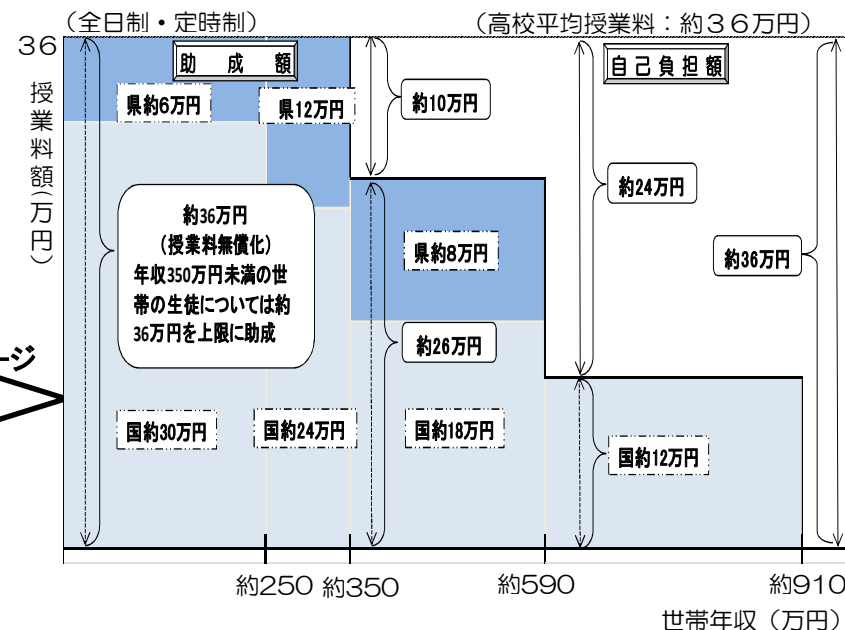 （全日制・定時制）
（高校平均授業料：約３６万円）
36
授業料額(万円)
助　成　額
自己負担額
県約6万円
県12万円
約10万円
約24万円
約36万円
（授業料無償化）
年収350万円未満の世
帯の生徒については約
36万円を上限に助成
県約8万円
約36万円
約26万円
ージ
国約30万円
国約24万円
国約18万円
国約12万円
約250
約350
約590
約910
世帯年収（万円）